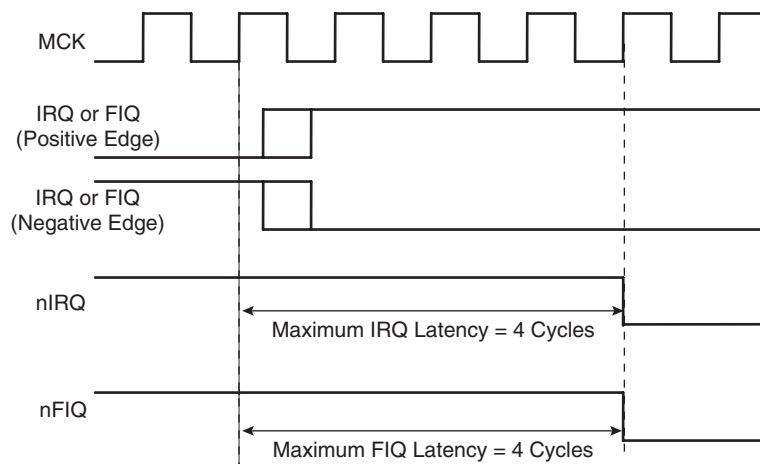 MCK
IRQ or FIQ
(Positive Edge)
IRQ or FIQ
(Negative Edge)
nIRQ
Maximum IRQ Latency = 4 Cycles
nFIQ
Maximum FIQ Latency = 4 Cycles